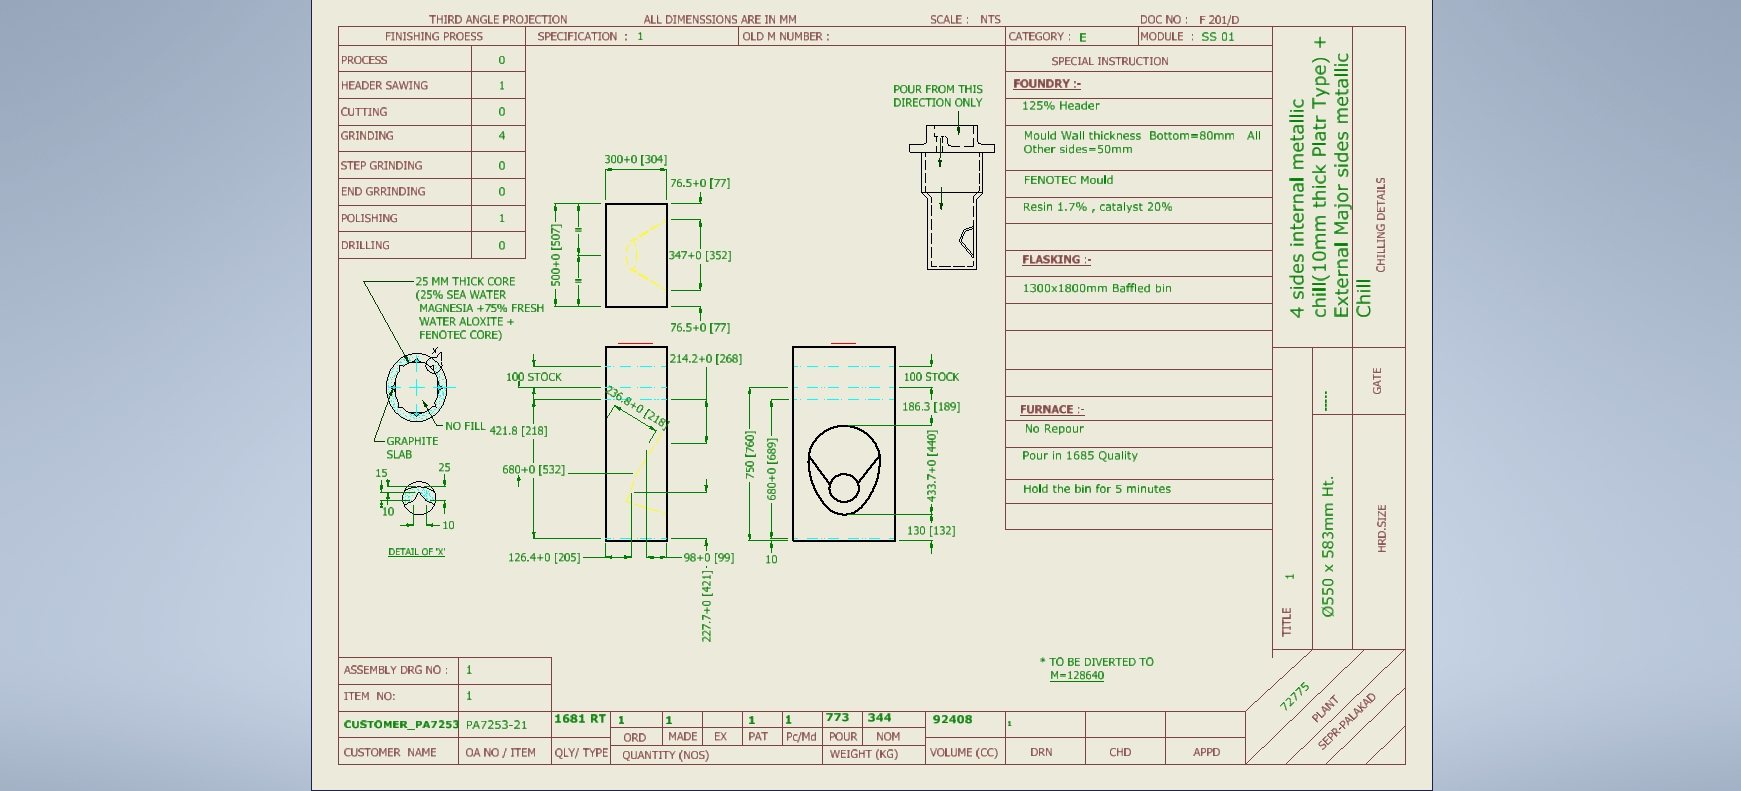 THIRD ANGLE PROJECTION ALL DIMENSSIONS ARE IN MM SCALE : NTS DOC NO : F 201/D
FINISHING PROESS SPECIFICATION : 1 OLD M NUMBER : CATEGORY : E MODULE : SS 01
PROCESS 0
HEADER SAWING 1
CUTTING 0
GRINDING 4
STEP GRINDING 0
END GRRINDING 0
POLISHING 1
DRILLING 0
SPECIAL INSTRUCTION
FOUNDRY :-
125% Header
Mould Wall thickness Bottom=80mm All
Other sides=50mm
FENOTEC Mould
Resin 1.7% , catalyst 20%
FLASKING :-
1300x1800mm Baffled bin
FURNACE :-
No Repour
Pour in 1685 Quality
Hold the bin for 5 minutes
4 sides internal metallic
chill(10mm thick Platr Type) +
External Major sides metallic
Chill
CHILLING DETAILS
GATE
-----
HRD.SIZE
Ø550 x 583mm Ht.
TITLE 1
POUR FROM THIS
DIRECTION ONLY
300+0 [304]
76.5+0 [77]
500+0 [507]
=
=
347+0 [352]
76.5+0 [77]
25 MM THICK CORE
(25% SEA WATER
MAGNESIA +75% FRESH
WATER ALOXITE +
FENOTEC CORE)
X
NO FILL
GRAPHITE
SLAB
15
25
10
10
DETAIL OF 'X'
214.2+0 [268]
100 STOCK
236.8+0 [218]
421.8 [218]
680+0 [532]
126.4+0 [205]
98+0 [99]
227.7+0 [421]
100 STOCK
186.3 [189]
750 [760]
680+0 [689]
433.7+0 [440]
130 [132]
10
* TO BE DIVERTED TO
M=128640
ASSEMBLY DRG NO : 1
ITEM NO: 1
CUSTOMER_PA7253 PA7253-21 1681 RT 1 1 1 1 773 344 92408 1
ORD MADE EX PAT Pc/Md POUR NOM
CUSTOMER NAME OA NO / ITEM QLY/ TYPE QUANTITY (NOS) WEIGHT (KG) VOLUME (CC) DRN CHD APPD
72775
PLANT
SEPR-PALAKAD